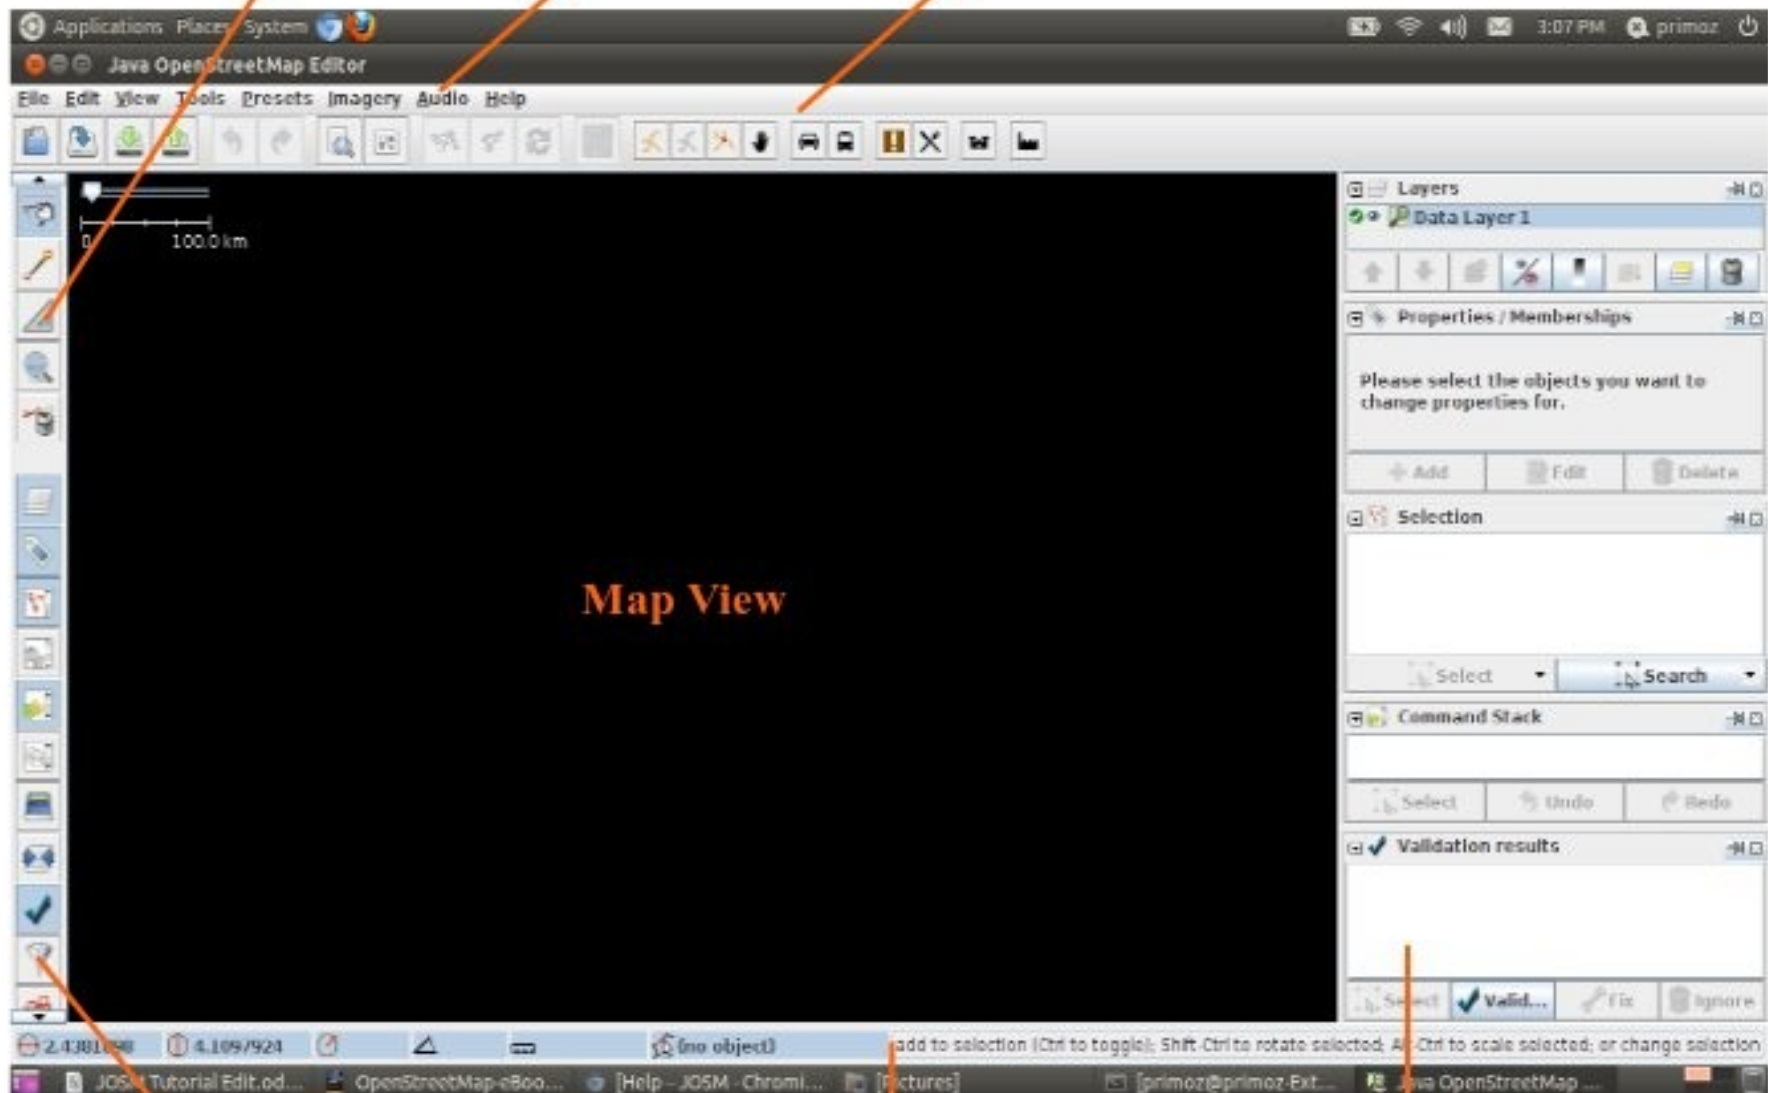 Applications Places System 3:07 PM primoz
Java OpenStreetMap Editor
File Edit View Tools Presets Imagery Audio Help
0 100.0 km
Layers
Data Layer 1
Properties / Memberships
Please select the objects you want to
change properties for.
Add Edit Delete
Selection
Map View
Select Search
Command Stack
Select Undo Redo
Validation results
Select Valid... Fix Ignore
4.1097924 (no object) add to selection (Ctrl to toggle); Shift-Ctrl to rotate selected; Alt-Ctrl to scale selected; or change selection
JOSM Tutorial Edit.od... OpenStreetMap-eBoo... [Help - JOSM - Chromi... [Pictures] [primoz@primoz-Ext... Java OpenStreetMap ...